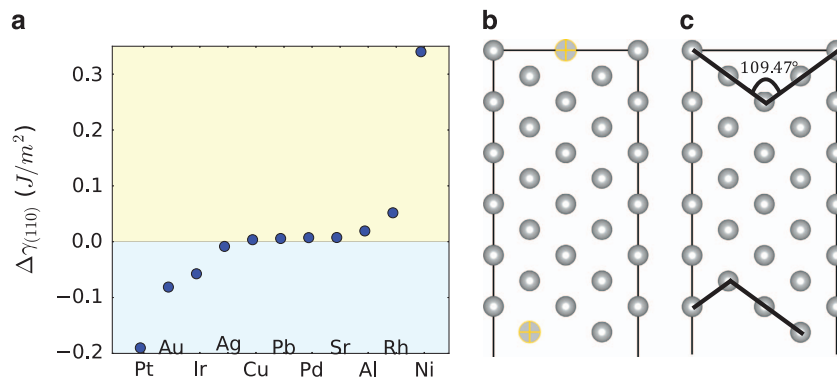 a
b
c
Δγ(110) (J/m²)
0.3
0.2
0.1
0.0
−0.1
−0.2
Au Ag Pb Sr Rh
Pt Ir Cu Pd Al Ni
109.47°